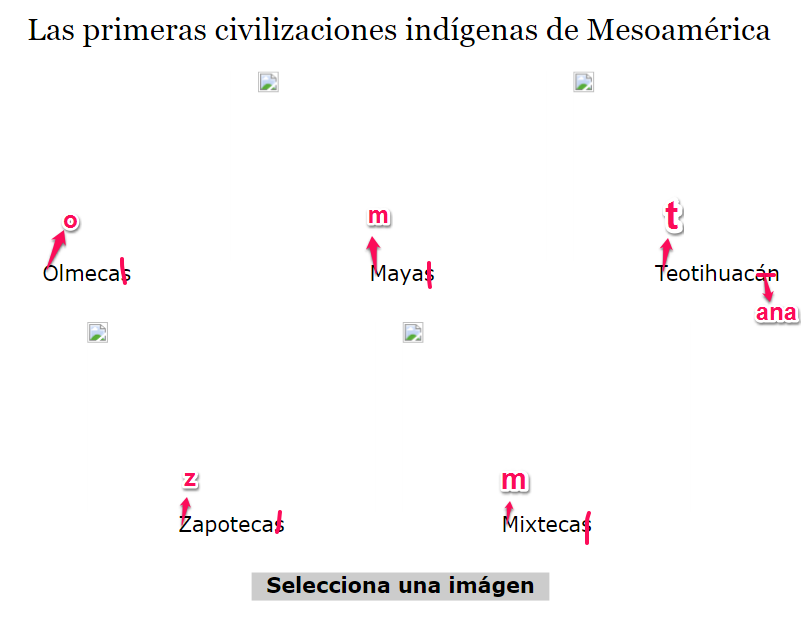 Las primeras civilizaciones indígenas de Mesoamérica
o
m
t
Olmecas
Mayas
Teotihuacán
ana
z
m
Zapotecas
Mixtecas
Selecciona una imágen